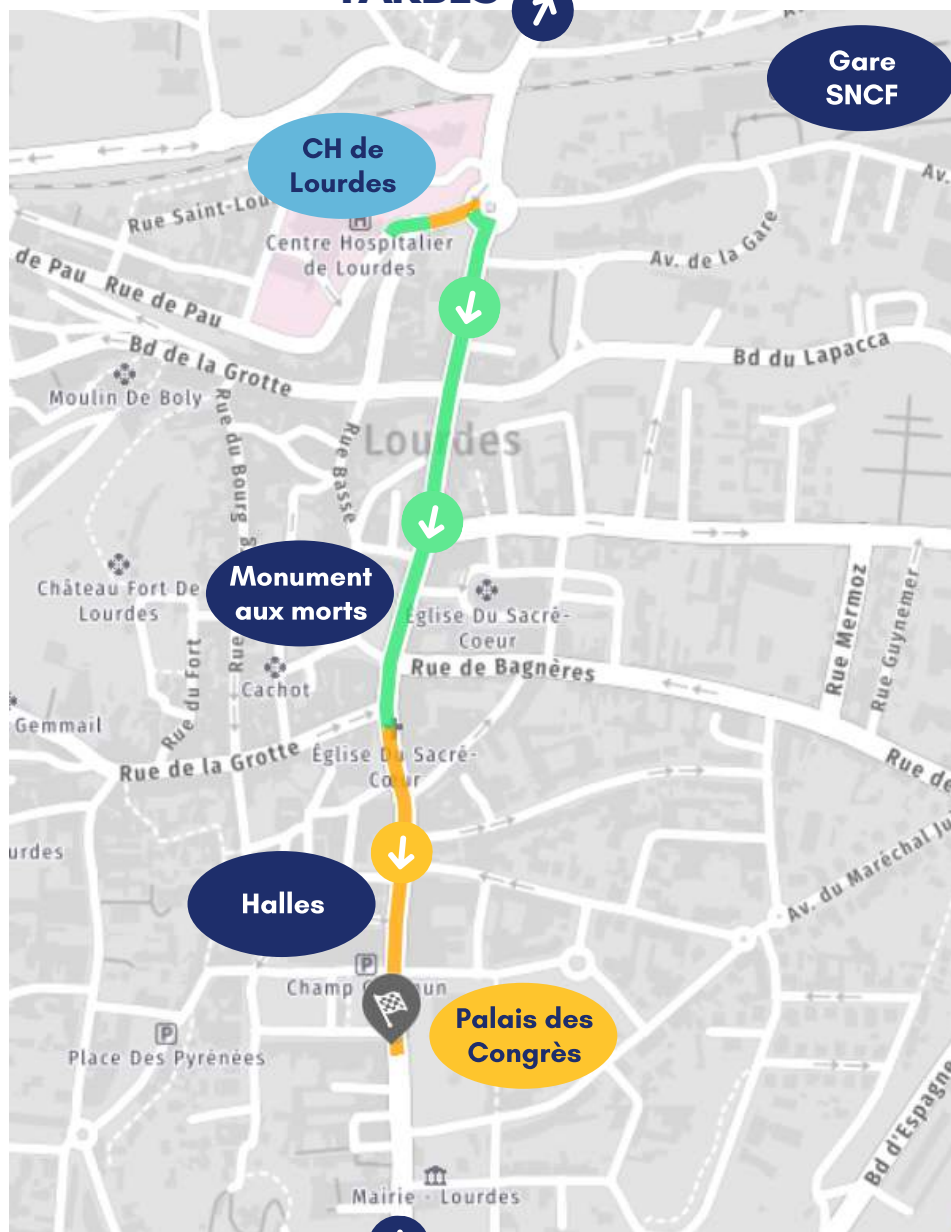 Gare
SNCF
CH de
Lourdes
Av.
Rue Saint-Lou
H
Centre Hospitalier
de Lourdes
Av. de la Gare
de Pau
Rue de Pau
Bd de la Grotte
Bd du Lapacca
Moulin De Boly
Rue du Bourg
Rue Basse
Lourdes
Monument
aux morts
Château Fort De
Lourdes
Église Du Sacré-
Coeur
Rue Mermoz
Rue Guynemer
Rue
Rue du Fort
Cachot
Rue de Bagnères
Gemmail
Rue de la Grotte
Église Du Sacré-
Cœur
Rue de
urdes
Av. du Maréchal Ju
Halles
P
Champ
Palais des
Congrès
P
Place Des Pyrénées
Bd d'Espagne
Mairie - Lourdes